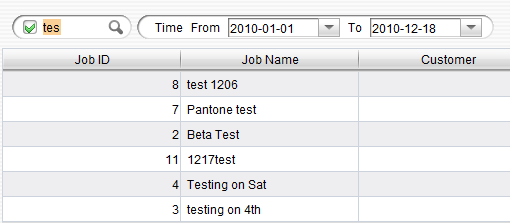 tes Time From 2010-01-01 To 2010-12-18
Job ID Job Name Customer
8 test 1206
7 Pantone test
2 Beta Test
11 1217test
4 Testing on Sat
3 testing on 4th